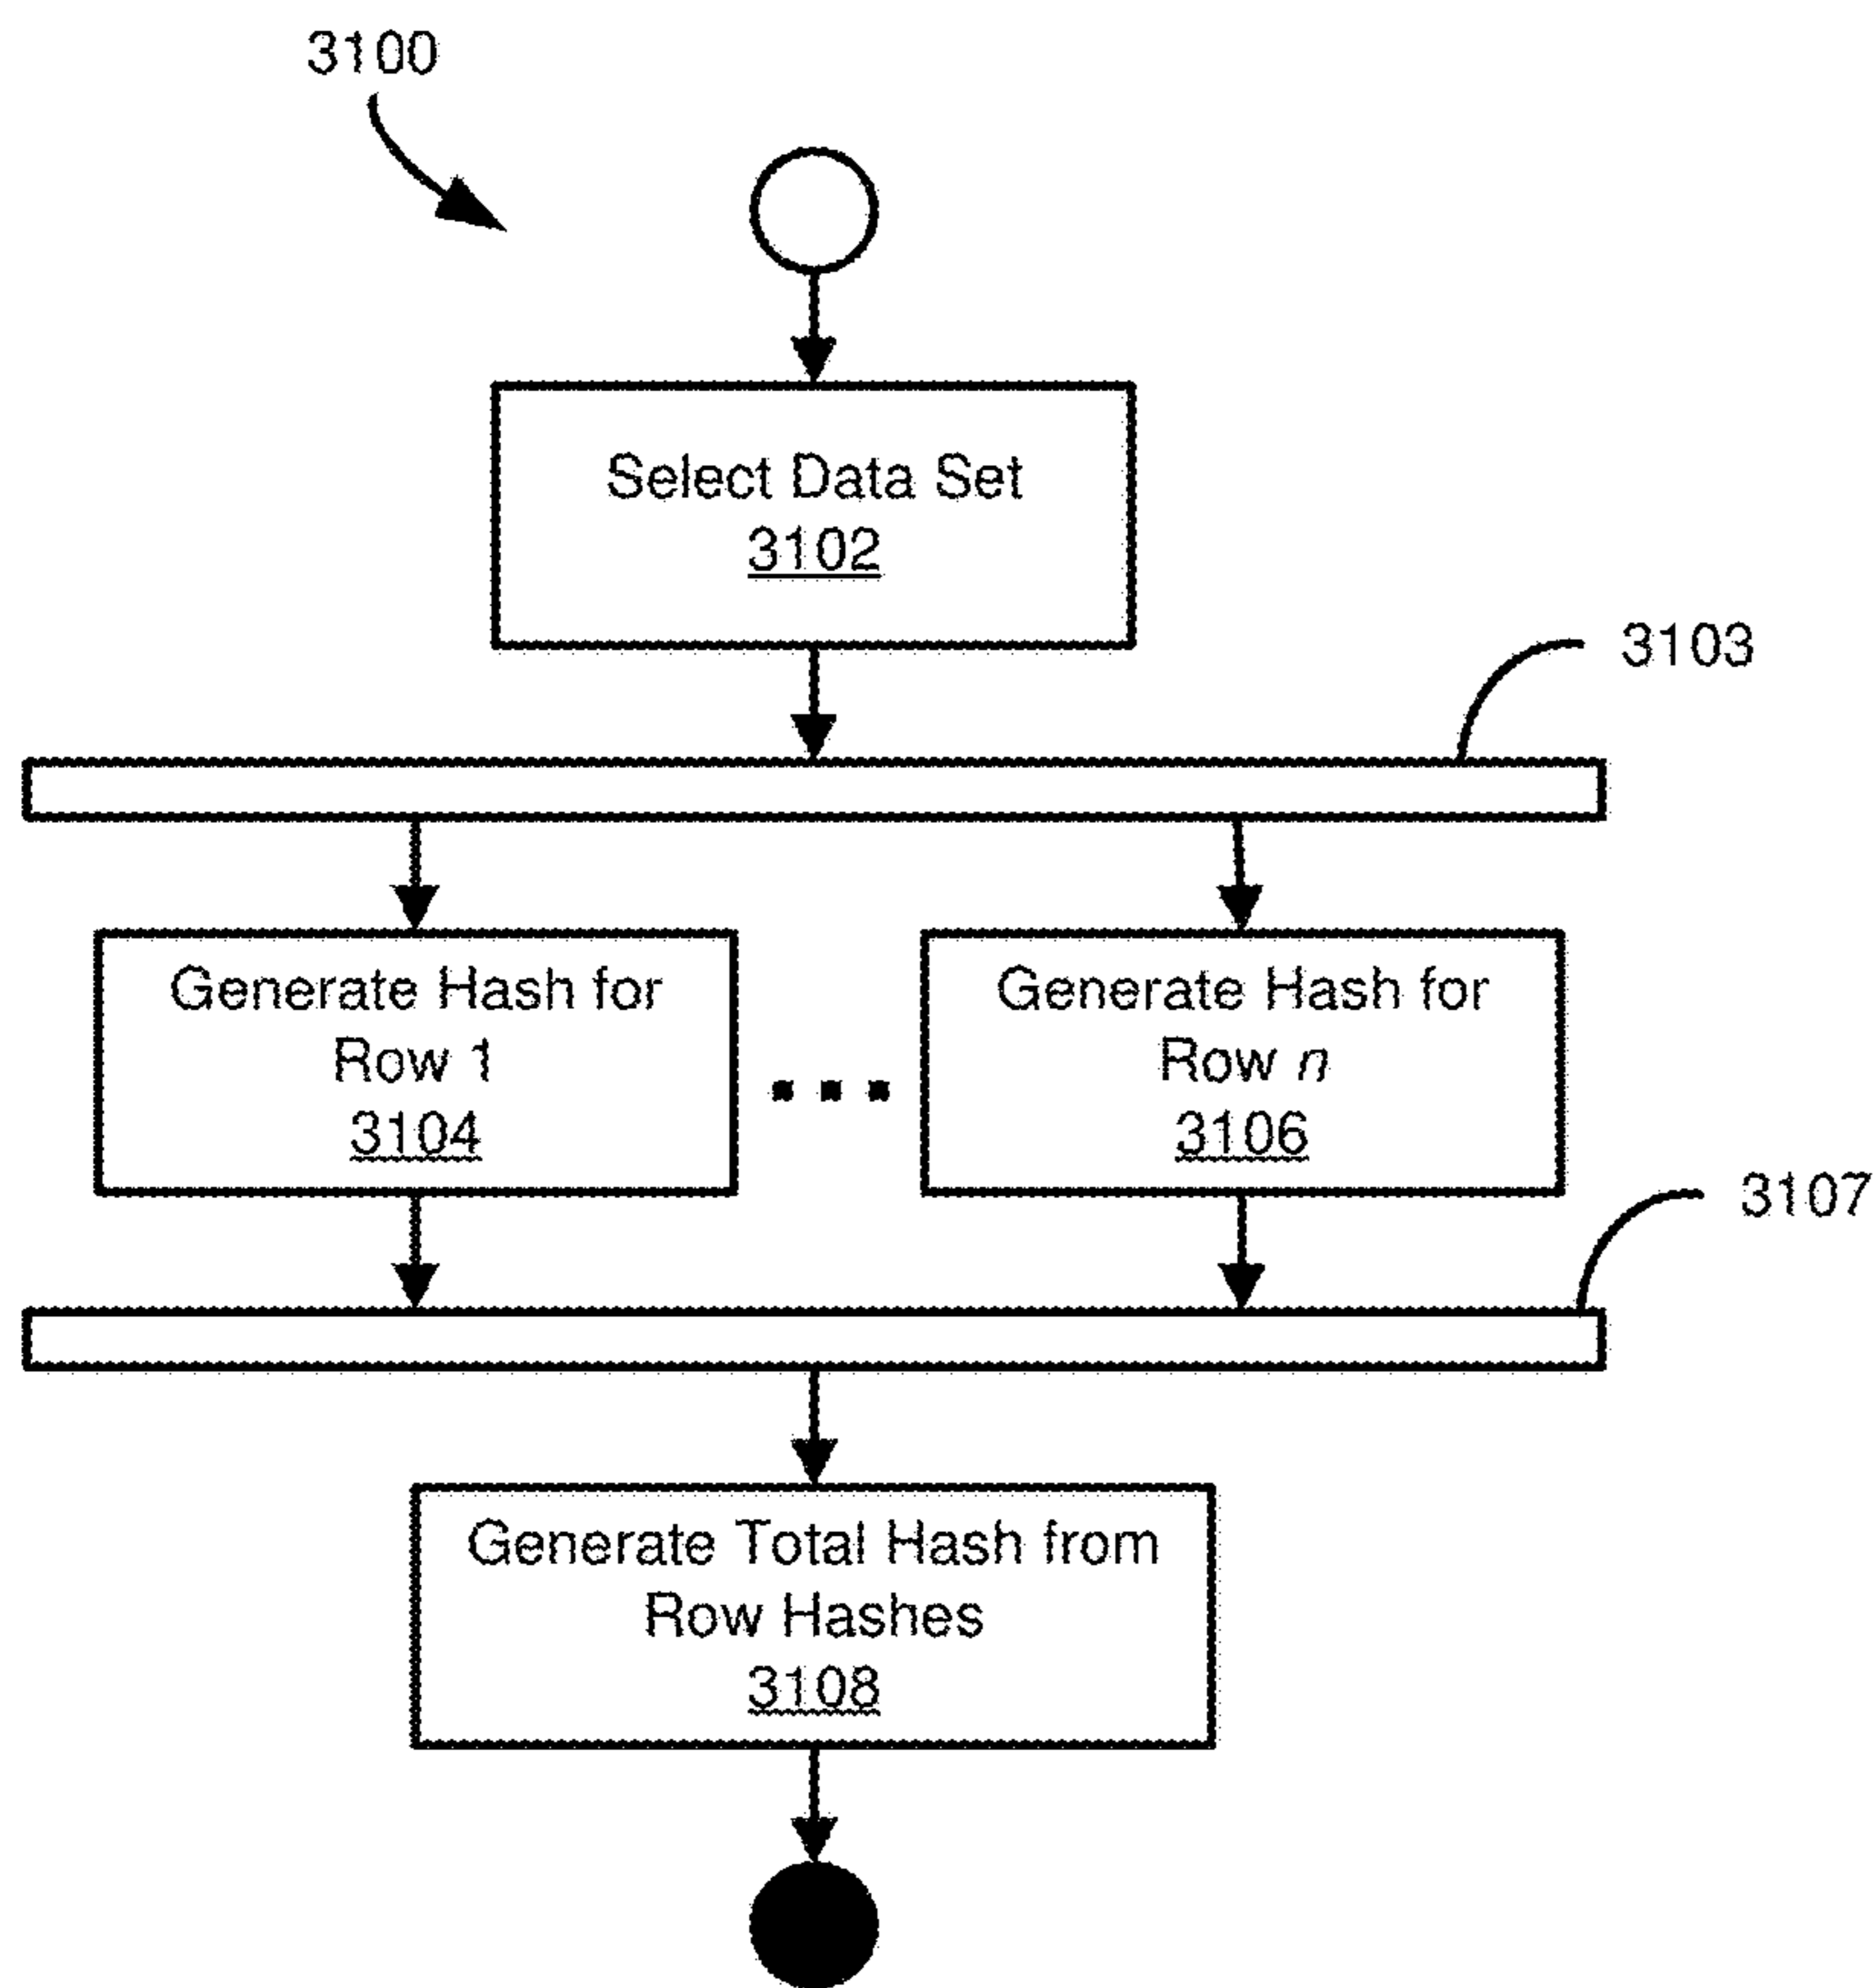 3100
Select Data Set
3102
3103
Generate Hash for
Row 1
3104
Generate Hash for
Row n
3106
3107
Generate Total Hash from
Row Hashes
3108